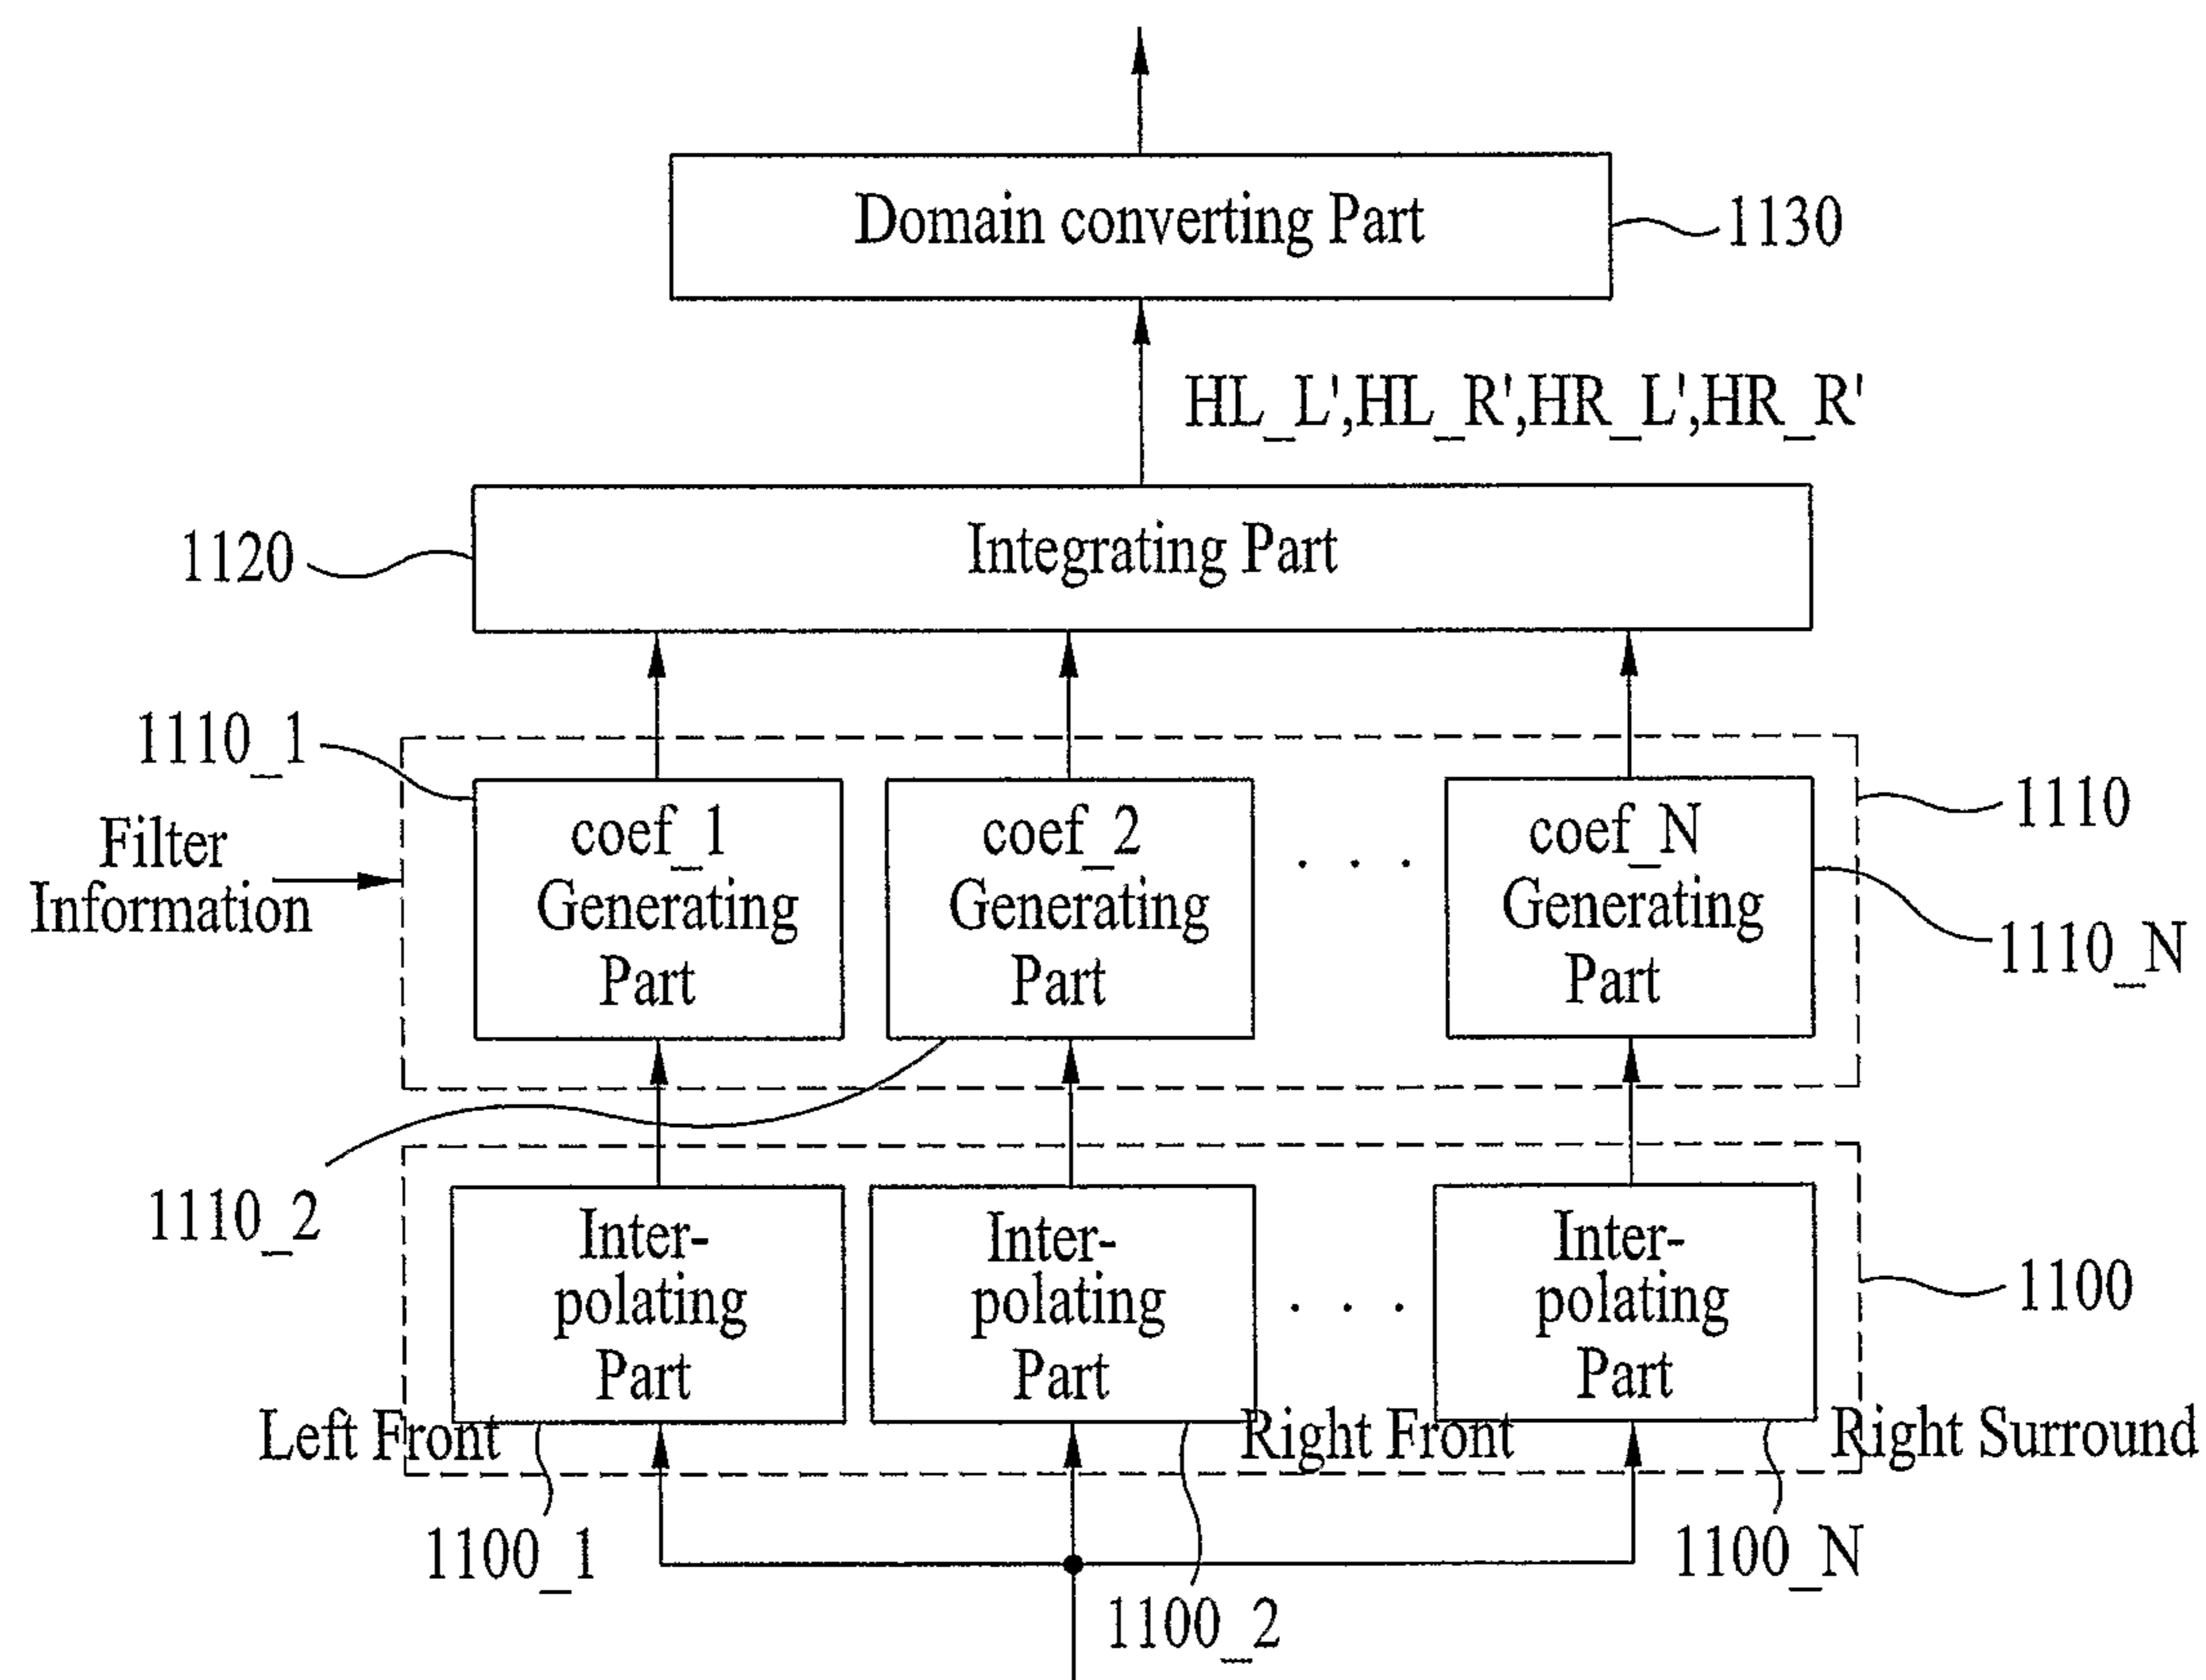 Domain converting Part
1130
HL_L',HL_R',HR_L',HR_R'
1120
Integrating Part
1110_1
Filter
Information
coef_1
Generating
Part
coef_2
Generating
Part
. . .
coef_N
Generating
Part
1110
1110_N
1110_2
Inter-
polating
Part
Inter-
polating
Part
. . .
Inter-
polating
Part
1100
Left Front
Right Front
Right Surround
1100_1
1100_2
1100_N